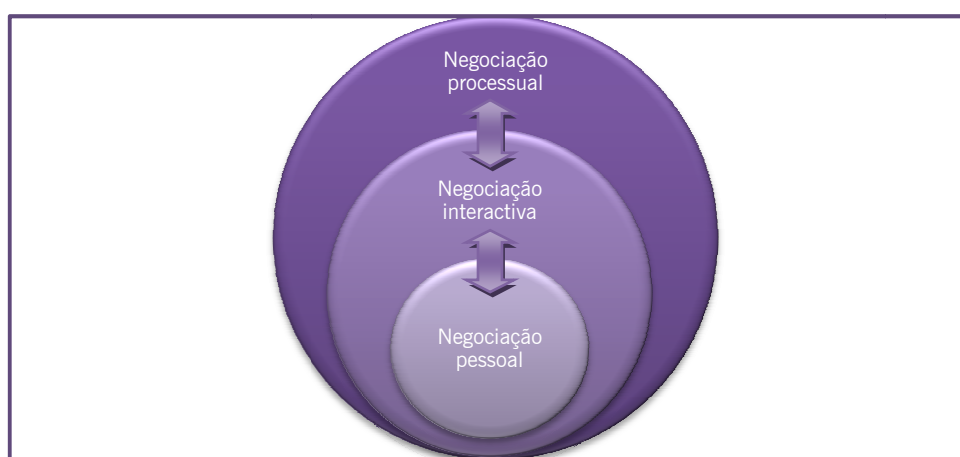 Negociação
processual
Negociação
interactiva
Negociação
pessoal